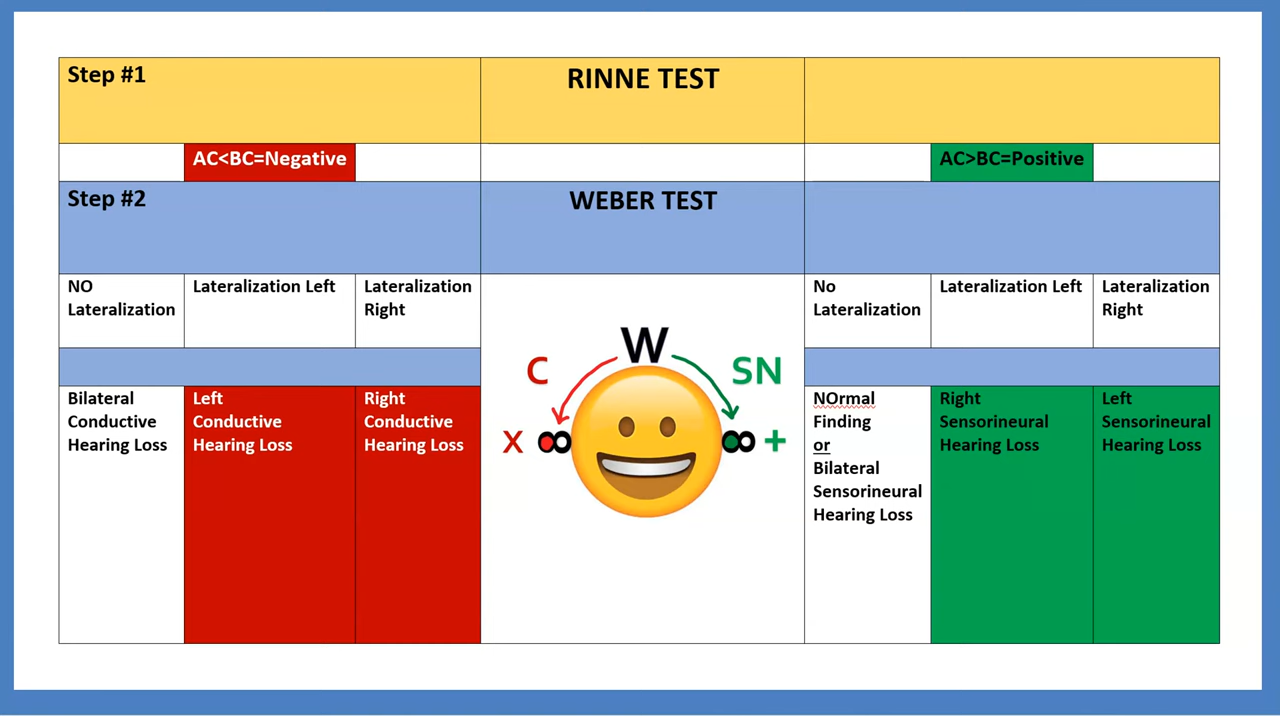 Step #1
RINNE TEST
AC<BC=Negative
AC>BC=Positive
Step #2
WEBER TEST
NO
Lateralization
Lateralization Left
Lateralization
Right
No
Lateralization
Lateralization Left
Lateralization
Right
Bilateral
Conductive
Hearing Loss
Left
Conductive
Hearing Loss
Right
Conductive
Hearing Loss
W
C
SN
X
+
NOrmal
Finding
or
Bilateral
Sensorineural
Hearing Loss
Right
Sensorineural
Hearing Loss
Left
Sensorineural
Hearing Loss